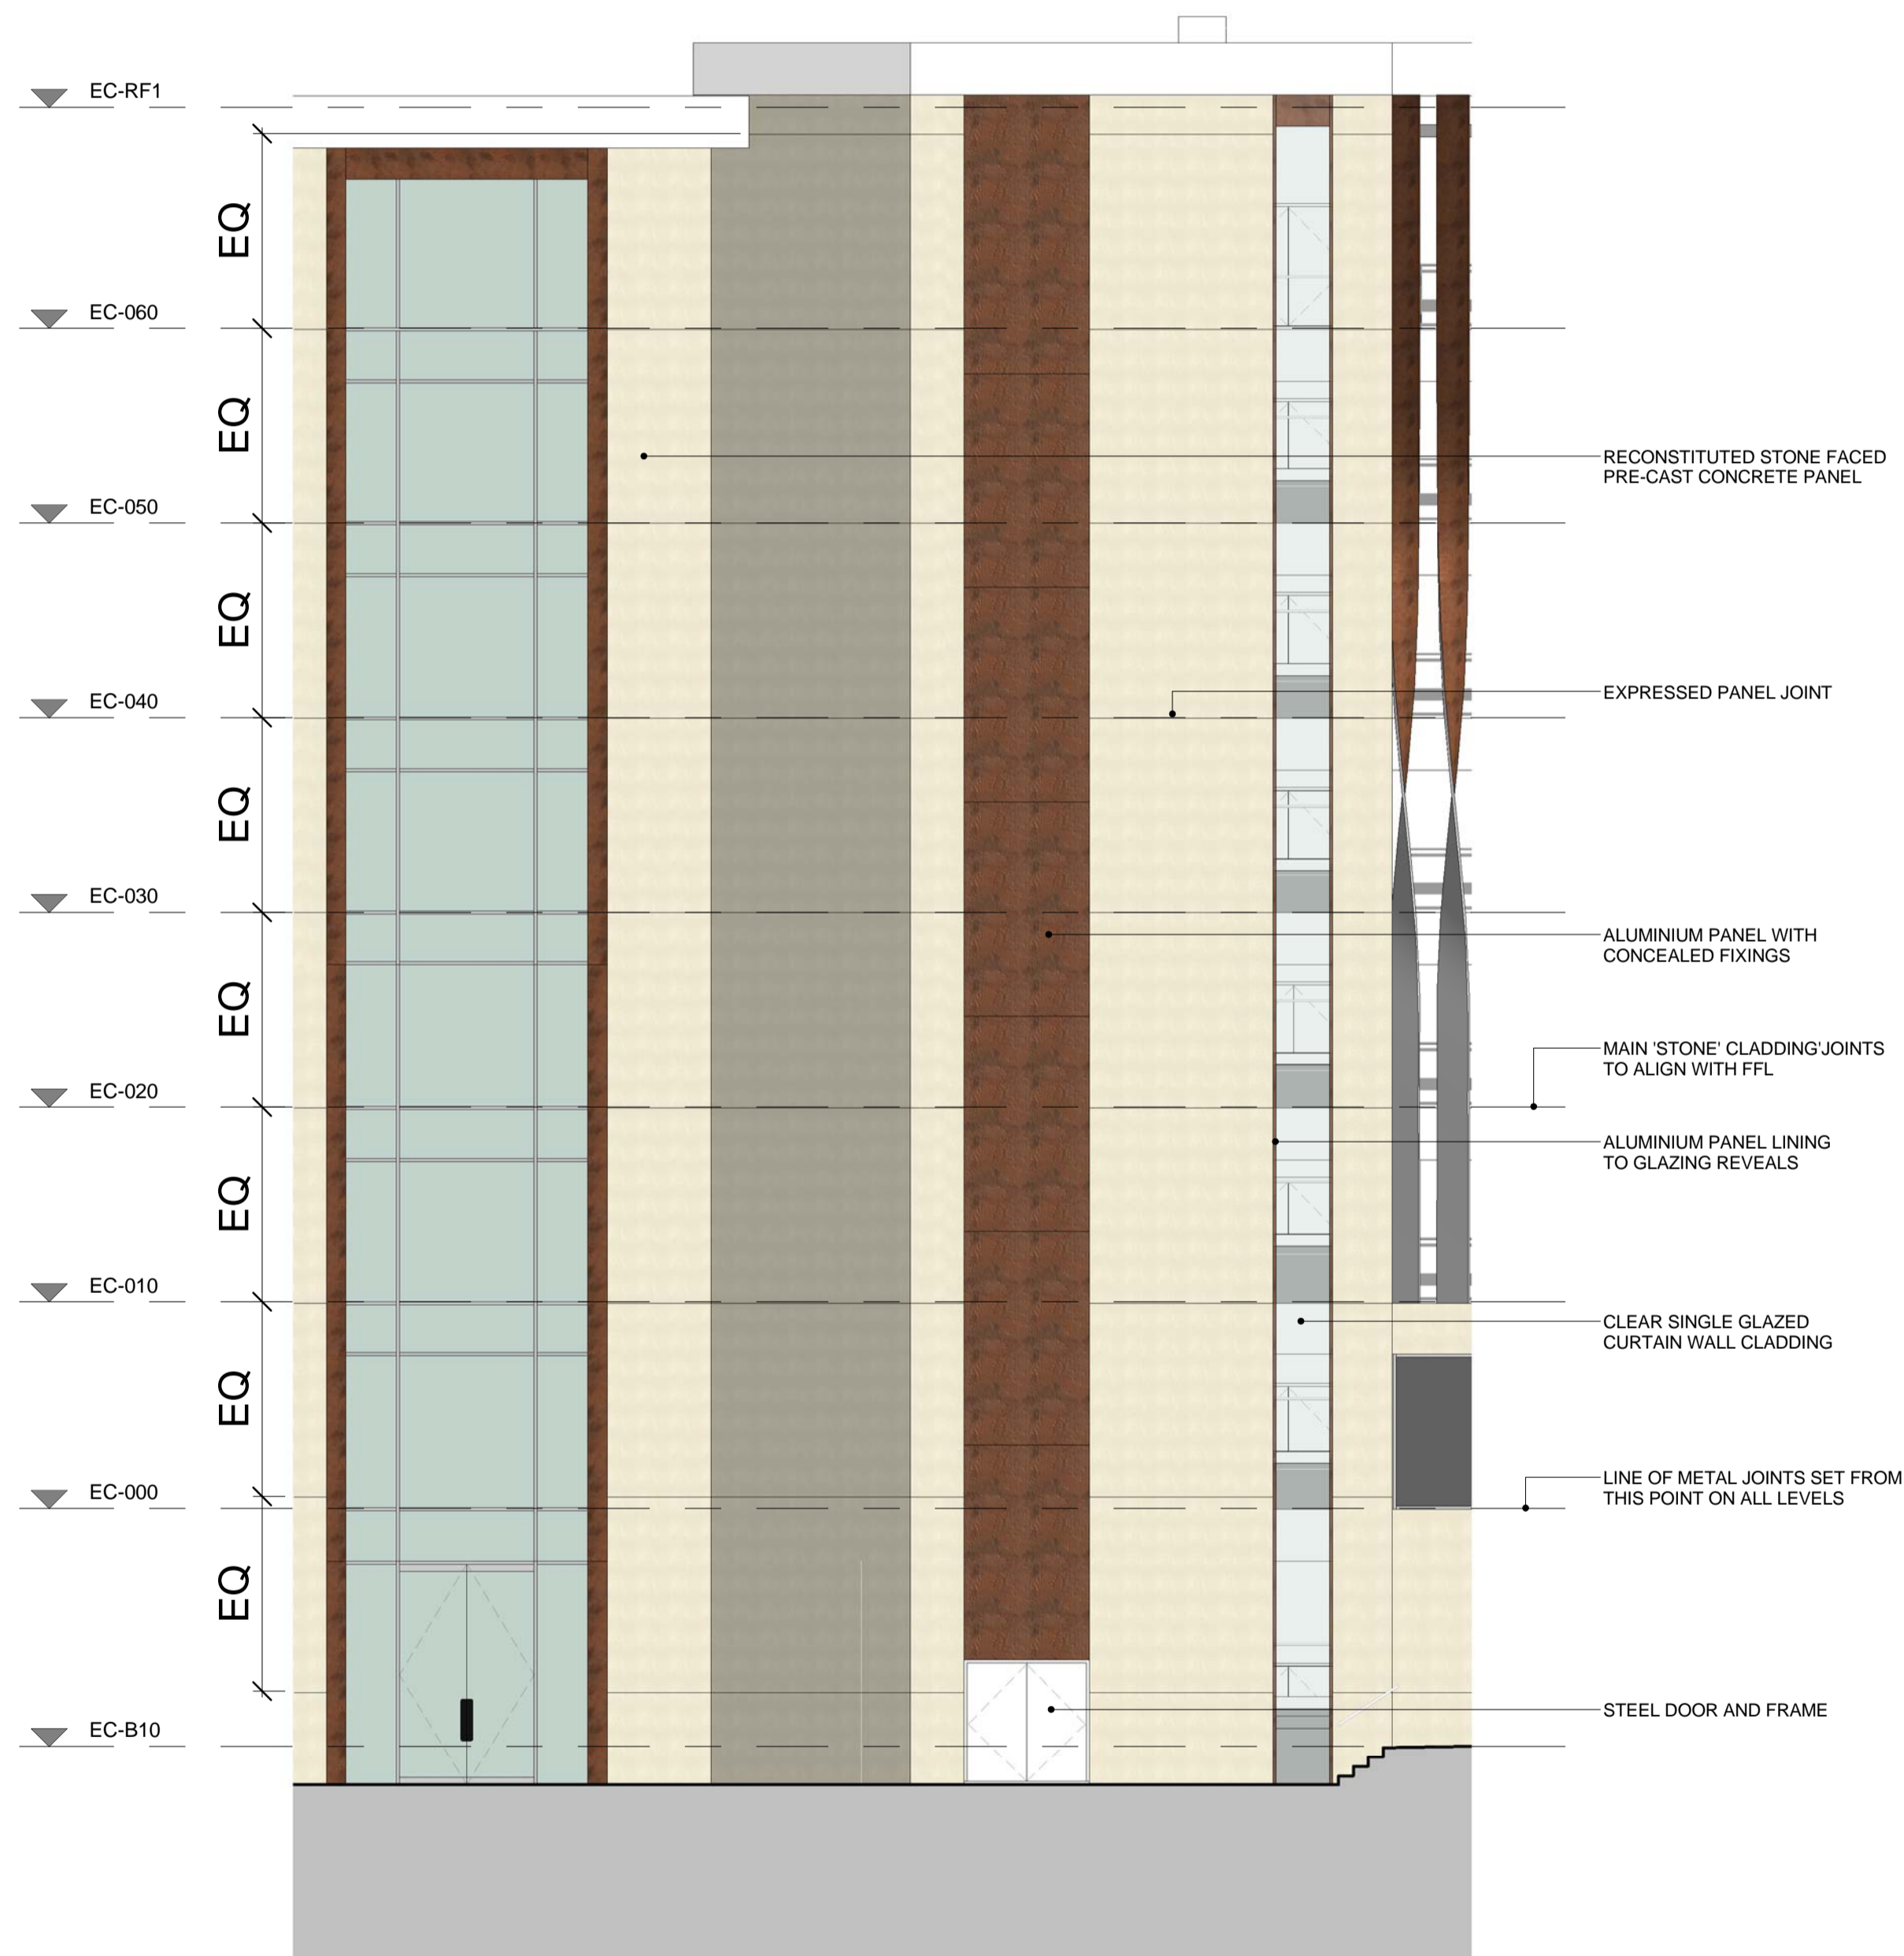 EC-RF1
EQ
EC-060
EQ
RECONSTITUTED STONE FACED
PRE-CAST CONCRETE PANEL
EC-050
EQ
EXPRESSED PANEL JOINT
EC-040
EQ
EC-030
ALUMINIUM PANEL WITH
CONCEALED FIXINGS
EQ
MAIN 'STONE' CLADDING'JOINTS
TO ALIGN WITH FFL
EC-020
ALUMINIUM PANEL LINING
TO GLAZING REVEALS
EQ
EC-010
CLEAR SINGLE GLAZED
CURTAIN WALL CLADDING
EQ
EC-000
LINE OF METAL JOINTS SET FROM
THIS POINT ON ALL LEVELS
EQ
STEEL DOOR AND FRAME
EC-B10